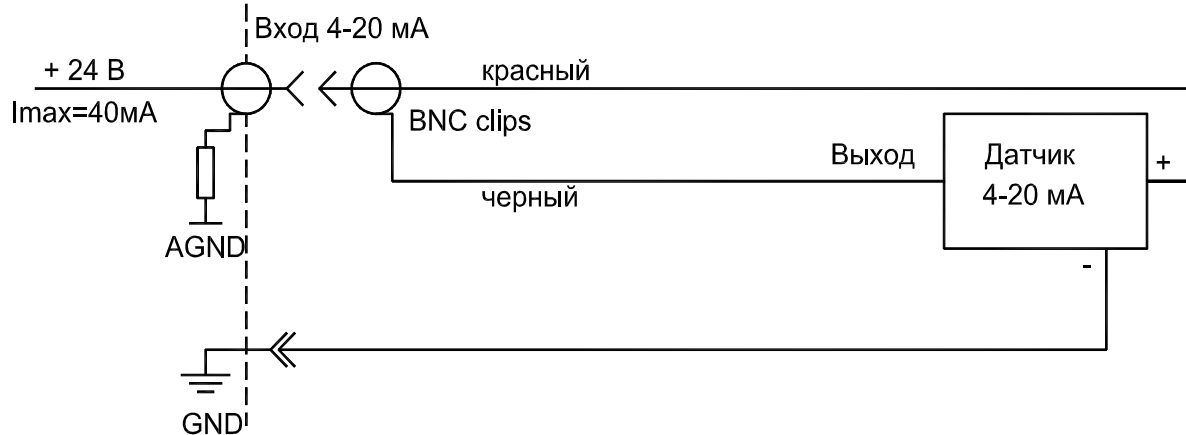 Вход 4-20 мА
+ 24 В
Imax=40мА
красный
BNC clips
Выход
Датчик
4-20 мА
+
черный
AGND
-
GND